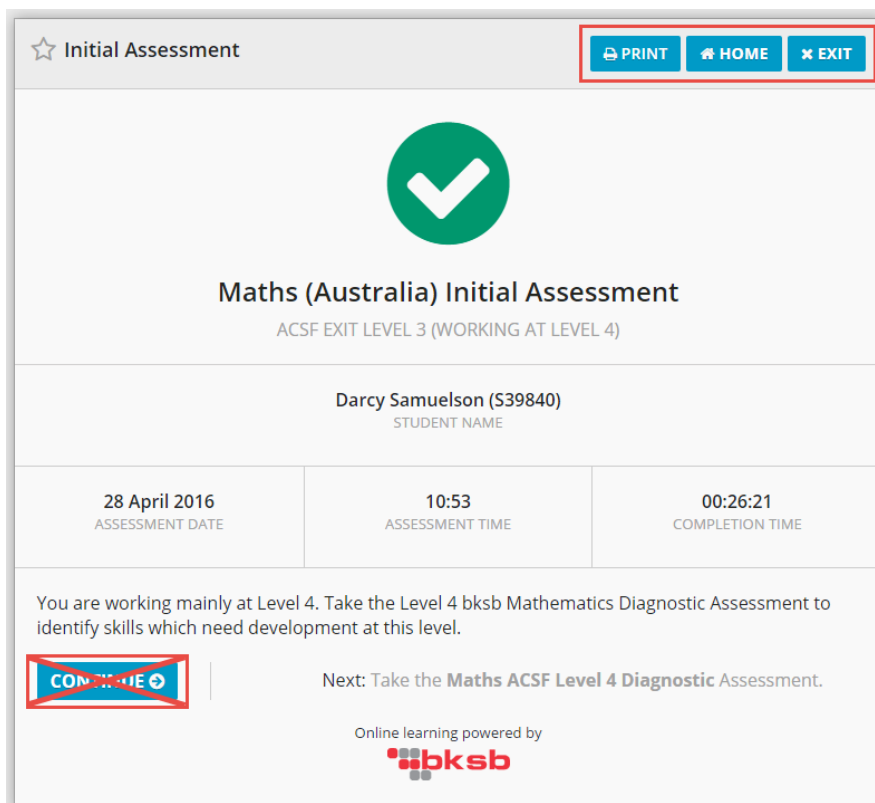 Initial Assessment
PRINT HOME EXIT
Maths (Australia) Initial Assessment
ACSF EXIT LEVEL 3 (WORKING AT LEVEL 4)
Darcy Samuelson (S39840)
STUDENT NAME
28 April 2016 10:53 00:26:21
ASSESSMENT DATE ASSESSMENT TIME COMPLETION TIME
You are working mainly at Level 4. Take the Level 4 bksb Mathematics Diagnostic Assessment to
identify skills which need development at this level.
CONTINUE Next: Take the Maths ACSF Level 4 Diagnostic Assessment.
Online learning powered by
bksb